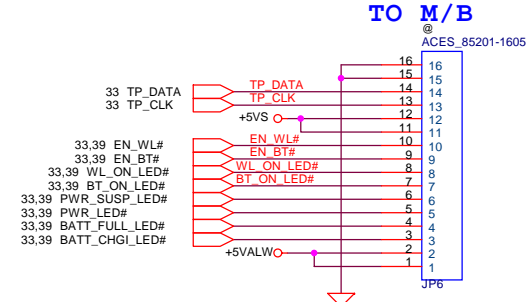 TO M/B
@
ACES_85201-1605
16 16
15 15
33 TP_DATA TP_DATA 14 14
33 TP_CLK TP_CLK 13 13
+5VS 12 12
11 11
33,39 EN_WL# EN_WL# 10 10
33,39 EN_BT# EN_BT# 9 9
33,39 WL_ON_LED# WL_ON_LED# 8 8
33,39 BT_ON_LED# BT_ON_LED# 7 7
33,39 PWR_SUSP_LED# 6 6
33,39 PWR_LED# 5 5
33,39 BATT_FULL_LED# 4 4
33,39 BATT_CHGI_LED# 3 3
+5VALW 2 2
1 1
JP6